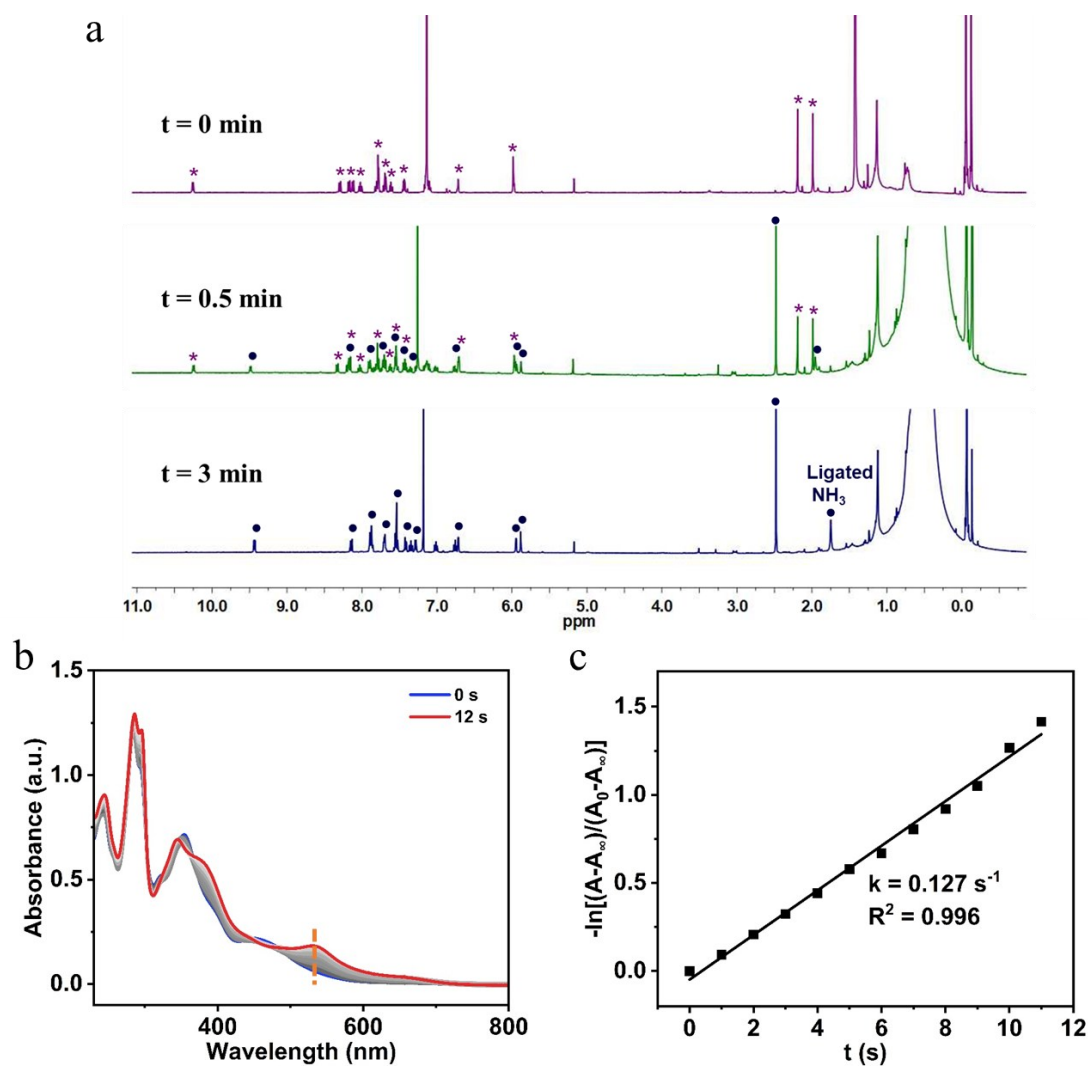 a
t = 0 min
* * * * * * * * * * * *
t = 0.5 min
* * * * * * * * * * * *
t = 3 min
Ligated
NH₃
11.0 10.0 9.0 8.0 7.0 6.0 5.0 4.0 3.0 2.0 1.0 0.0
ppm
b
1.5
1.0
0.5
0.0
Absorbance (a.u.)
0 s
12 s
400 600 800
Wavelength (nm)
c
1.5
1.0
0.5
0.0
-ln[(A-A∞)/(A₀-A∞)]
k = 0.127 s⁻¹
R² = 0.996
0 2 4 6 8 10 12
t (s)